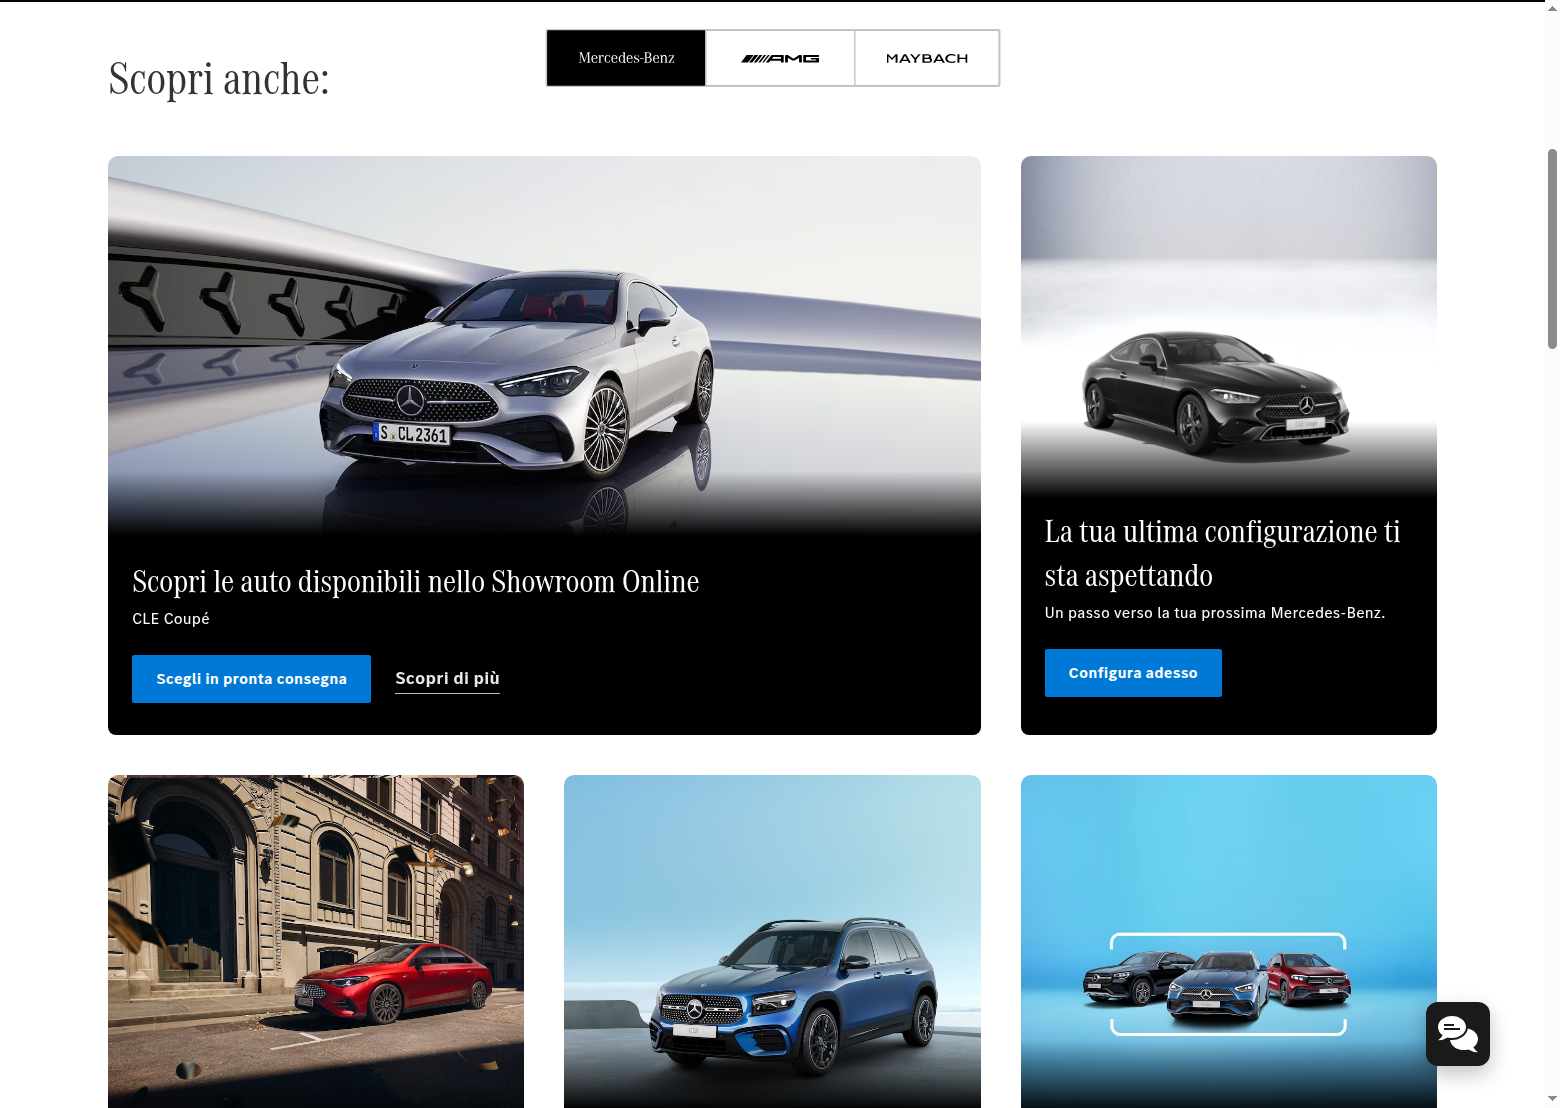 Scopri anche:
Mercedes-Benz
AMG
MAYBACH
S CL 2361
Scopri le auto disponibili nello Showroom Online
CLE Coupé
Scegli in pronta consegna
Scopri di più
La tua ultima configurazione ti
sta aspettando
Un passo verso la tua prossima Mercedes-Benz.
Configura adesso